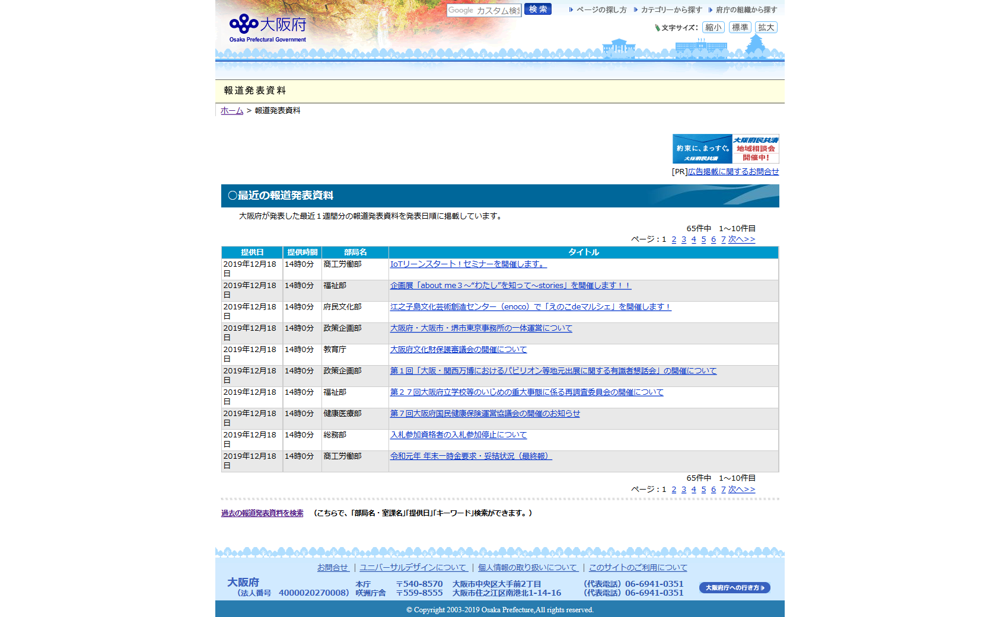 大阪府
Osaka Prefectural Government
Google カスタム検索
検索
ページの探し方 カテゴリーから探す 府庁の組織から探す
文字サイズ： 縮小 標準 拡大
報道発表資料
ホーム > 報道発表資料
約束に、まっすぐ。
大阪府民共済
大阪府民共済
地域相談会
開催中！
[PR]広告掲載に関するお問合せ
○最近の報道発表資料
大阪府が発表した最近１週間分の報道発表資料を発表日順に掲載しています。
65件中　1～10件目
ページ：1 2 3 4 5 6 7 次へ>>
提供日 提供時間 部局名 タイトル
2019年12月18日 14時0分 商工労働部 IoTリーンスタート！セミナーを開催します。
2019年12月18日 14時0分 福祉部 企画展「about me３～“わたし”を知って～stories」を開催します！！
2019年12月18日 14時0分 府民文化部 江之子島文化芸術創造センター（enoco）で「えのこdeマルシェ」を開催します！
2019年12月18日 14時0分 政策企画部 大阪府・大阪市・堺市東京事務所の一体運営について
2019年12月18日 14時0分 教育庁 大阪府文化財保護審議会の開催について
2019年12月18日 14時0分 政策企画部 第１回「大阪・関西万博におけるパビリオン等地元出展に関する有識者懇話会」の開催について
2019年12月18日 14時0分 福祉部 第２７回大阪府立学校等のいじめの重大事態に係る再調査委員会の開催について
2019年12月18日 14時0分 健康医療部 第７回大阪府国民健康保険運営協議会の開催のお知らせ
2019年12月18日 14時0分 総務部 入札参加資格者の入札参加停止について
2019年12月18日 14時0分 商工労働部 令和元年 年末一時金要求・妥結状況（最終報）
65件中　1～10件目
ページ：1 2 3 4 5 6 7 次へ>>
過去の報道発表資料を検索　（こちらで、「部局名・室課名」「提供日」「キーワード」検索ができます。）
お問合せ ｜ ユニバーサルデザインについて ｜ 個人情報の取り扱いについて ｜ このサイトのご利用について
大阪府
（法人番号　4000020270008）
本庁 〒540-8570 大阪市中央区大手前2丁目 （代表電話）06-6941-0351
咲洲庁舎 〒559-8555 大阪市住之江区南港北1-14-16 （代表電話）06-6941-0351
大阪府庁への行き方
© Copyright 2003-2019 Osaka Prefecture,All rights reserved.